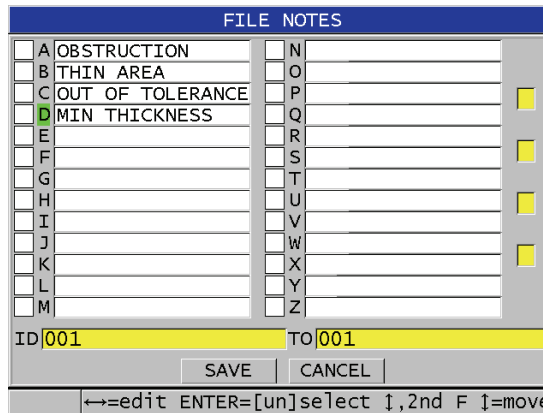 FILE NOTES
A OBSTRUCTION
B THIN AREA
C OUT OF TOLERANCE
D MIN THICKNESS
E
F
G
H
I
J
K
L
M
N
O
P
Q
R
S
T
U
V
W
X
Y
Z
ID 001 TO 001
SAVE CANCEL
↔=edit ENTER=[un]select ↕,2nd F ↕=move